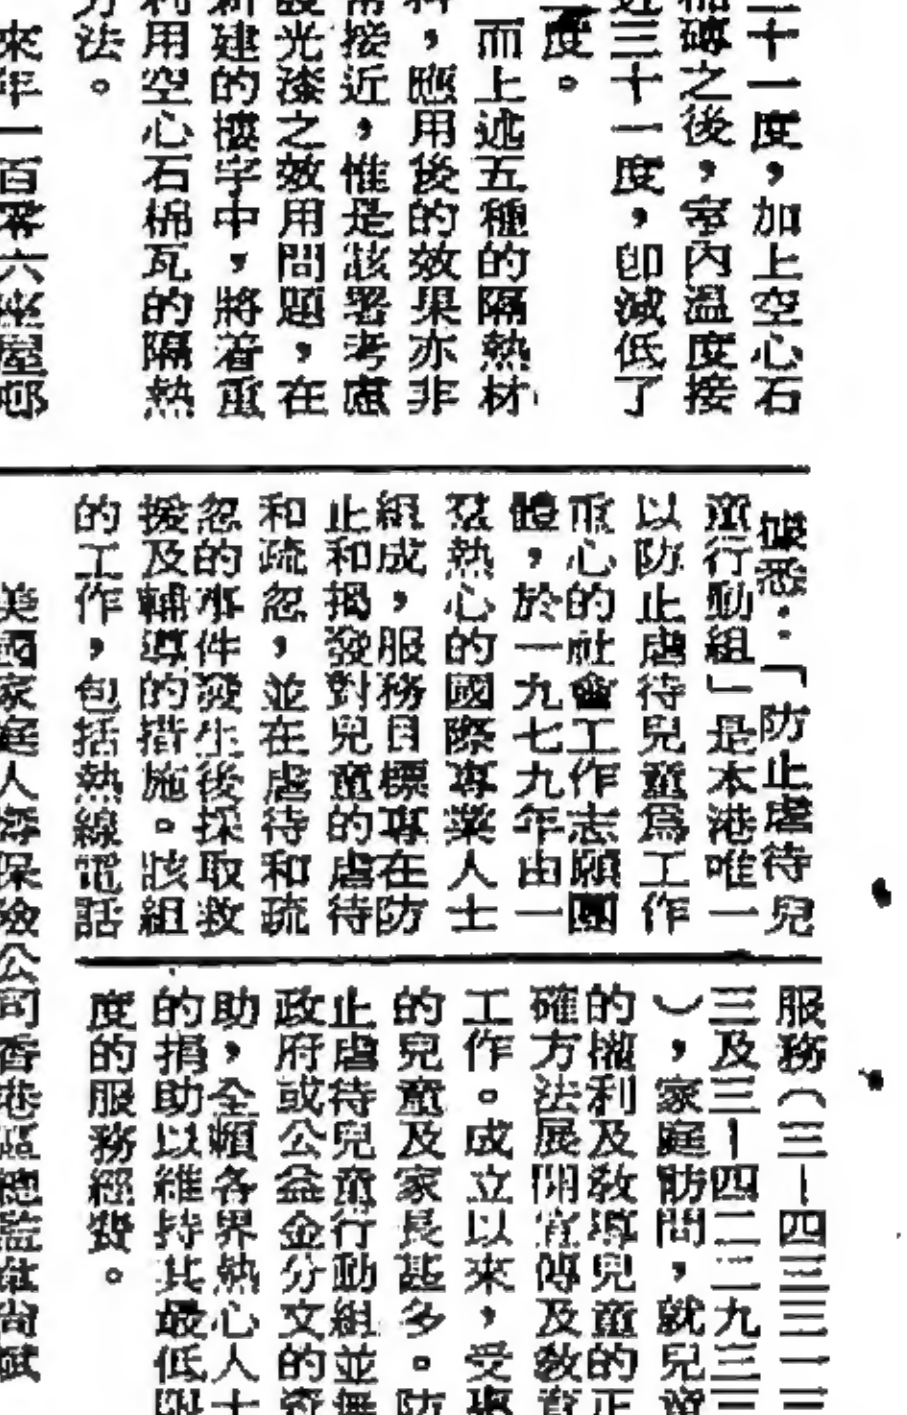 二十一度，加上空心石
棉磚之後，室內溫度接
近三十一度，卽減低了
度。
而上述五種的隔熱材
料，應用後的效果亦非
常接近，惟是該署考慮
設光漆之效用問題，在
新建的樓宇中，將着重
利用空心石棉瓦的隔熱
方法。
來年一百零六座屋邨
據悉：「防止虐待兒
童行動組」是本港唯一
以防止虐待兒童爲工作
重心的社會工作志願團
體，於一九七九年由一
羣熱心的國際專業人士
組成，服務目標專在防
止和揭發對兒童的虐待
和疏忽，並在虐待和疏
忽的事件發生後採取救
援及輔導的措施。該組
的工作，包括熱線電話
服務（三－四三三一三
三及三－四二二九三三
），家庭訪問，就兒童
的權利及教導兒童的正
確方法展開宣傳及教育
工作。成立以來，受惠
的兒童及家長甚多。防
止虐待兒童行動組並無
政府或公益金分文的資
助，全賴各界熱心人士
的捐助以維持其最低限
度的服務經費。
美國家庭人壽保險公司香港區總監